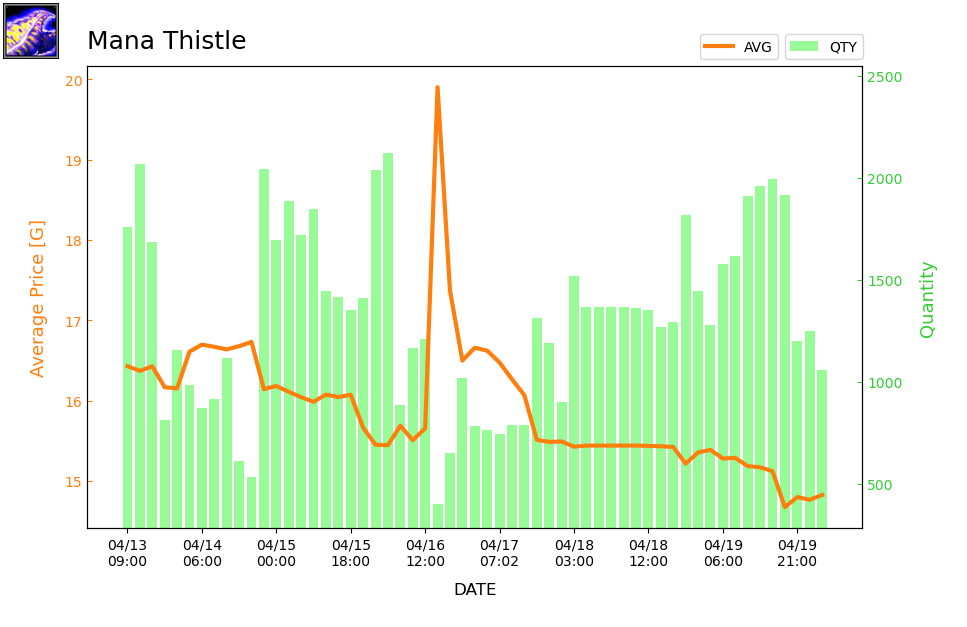 Mana Thistle
AVG
QTY
Average Price [G]
20
19
18
17
16
15
2500
2000
1500
1000
500
Quantity
04/13 04/14 04/15 04/15 04/16 04/17 04/18 04/18 04/19 04/19
09:00 06:00 00:00 18:00 12:00 07:02 03:00 12:00 06:00 21:00
DATE